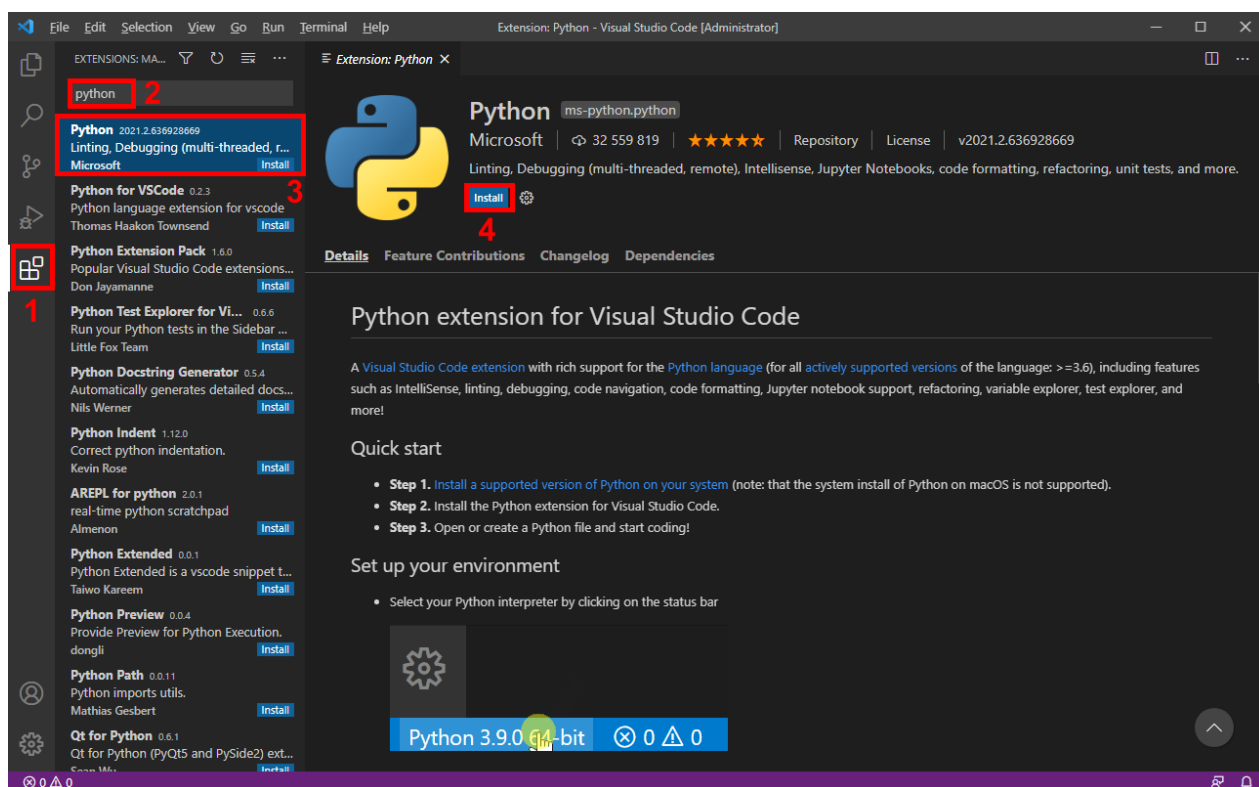 File Edit Selection View Go Run Terminal Help
Extension: Python - Visual Studio Code [Administrator]
EXTENSIONS: MA...
python
2
Python 2021.2.636928669
Linting, Debugging (multi-threaded, r...
Microsoft Install
3
Python for VSCode 0.2.3
Python language extension for vscode
Thomas Haakon Townsend Install
Python Extension Pack 1.6.0
Popular Visual Studio Code extensions...
Don Jayamanne Install
1
Python Test Explorer for Vi... 0.6.6
Run your Python tests in the Sidebar ...
Little Fox Team Install
Python Docstring Generator 0.5.4
Automatically generates detailed docs...
Nils Werner Install
Python Indent 1.12.0
Correct python indentation.
Kevin Rose Install
AREPL for python 2.0.1
real-time python scratchpad
Almenon Install
Python Extended 0.0.1
Python Extended is a vscode snippet t...
Taiwo Kareem Install
Python Preview 0.0.4
Provide Preview for Python Execution.
dongli Install
Python Path 0.0.11
Python imports utils.
Mathias Gesbert Install
Qt for Python 0.6.1
Qt for Python (PyQt5 and PySide2) ext...
Sean Wu Install
Extension: Python
Python ms-python.python
Microsoft 32 559 819 Repository License v2021.2.636928669
Linting, Debugging (multi-threaded, remote), Intellisense, Jupyter Notebooks, code formatting, refactoring, unit tests, and more.
Install
4
Details Feature Contributions Changelog Dependencies
Python extension for Visual Studio Code
A Visual Studio Code extension with rich support for the Python language (for all actively supported versions of the language: >=3.6), including features
such as IntelliSense, linting, debugging, code navigation, code formatting, Jupyter notebook support, refactoring, variable explorer, test explorer, and
more!
Quick start
• Step 1. Install a supported version of Python on your system (note: that the system install of Python on macOS is not supported).
• Step 2. Install the Python extension for Visual Studio Code.
• Step 3. Open or create a Python file and start coding!
Set up your environment
• Select your Python interpreter by clicking on the status bar
Python 3.9.0 64-bit 0 0
0 0